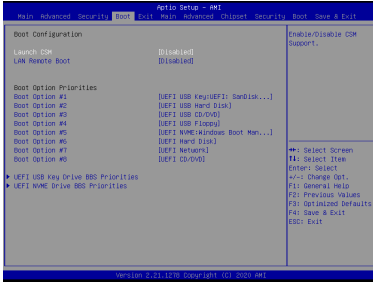 Aptio Setup - AMI
Main Advanced Security Boot Exit Main Advanced Chipset Security Boot Save & Exit
Boot Configuration
Launch CSM [Disabled]
LAN Remote Boot [Disabled]
Boot Option Priorities
Boot Option #1 [UEFI USB Key:UEFI: SanDisk...]
Boot Option #2 [UEFI USB Hard Disk]
Boot Option #3 [UEFI USB CD/DVD]
Boot Option #4 [UEFI USB Floppy]
Boot Option #5 [UEFI NVME:Windows Boot Man...]
Boot Option #6 [UEFI Hard Disk]
Boot Option #7 [UEFI Network]
Boot Option #8 [UEFI CD/DVD]
UEFI USB Key Drive BBS Priorities
UEFI NVME Drive BBS Priorities
Enable/Disable CSM
Support.
→←: Select Screen
↑↓: Select Item
Enter: Select
+/-: Change Opt.
F1: General Help
F2: Previous Values
F3: Optimized Defaults
F4: Save & Exit
ESC: Exit
Version 2.21.1278 Copyright (C) 2020 AMI